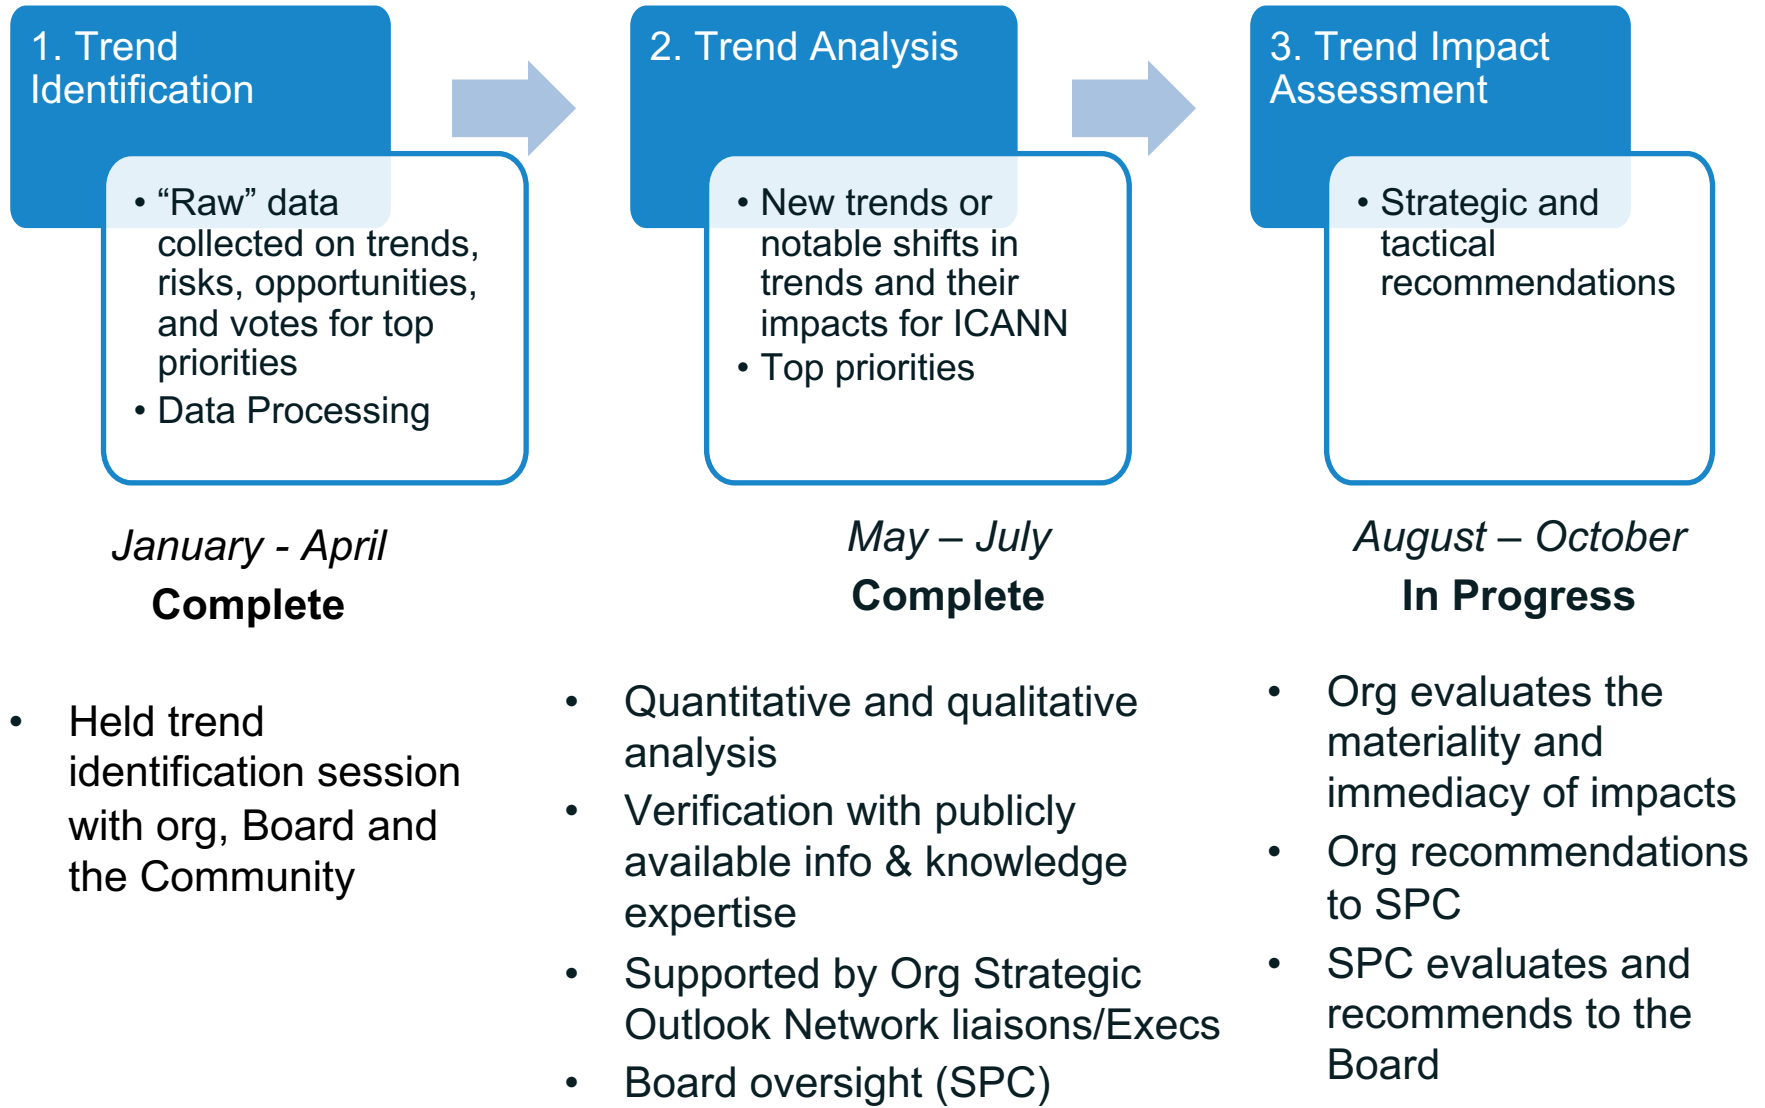 1. Trend
Identification
• “Raw” data
collected on trends,
risks, opportunities,
and votes for top
priorities
• Data Processing
January - April
Complete
• Held trend
identification session
with org, Board and
the Community
2. Trend Analysis
• New trends or
notable shifts in
trends and their
impacts for ICANN
• Top priorities
May – July
Complete
• Quantitative and qualitative
analysis
• Verification with publicly
available info & knowledge
expertise
• Supported by Org Strategic
Outlook Network liaisons/Execs
• Board oversight (SPC)
3. Trend Impact
Assessment
• Strategic and
tactical
recommendations
August – October
In Progress
• Org evaluates the
materiality and
immediacy of impacts
• Org recommendations
to SPC
• SPC evaluates and
recommends to the
Board